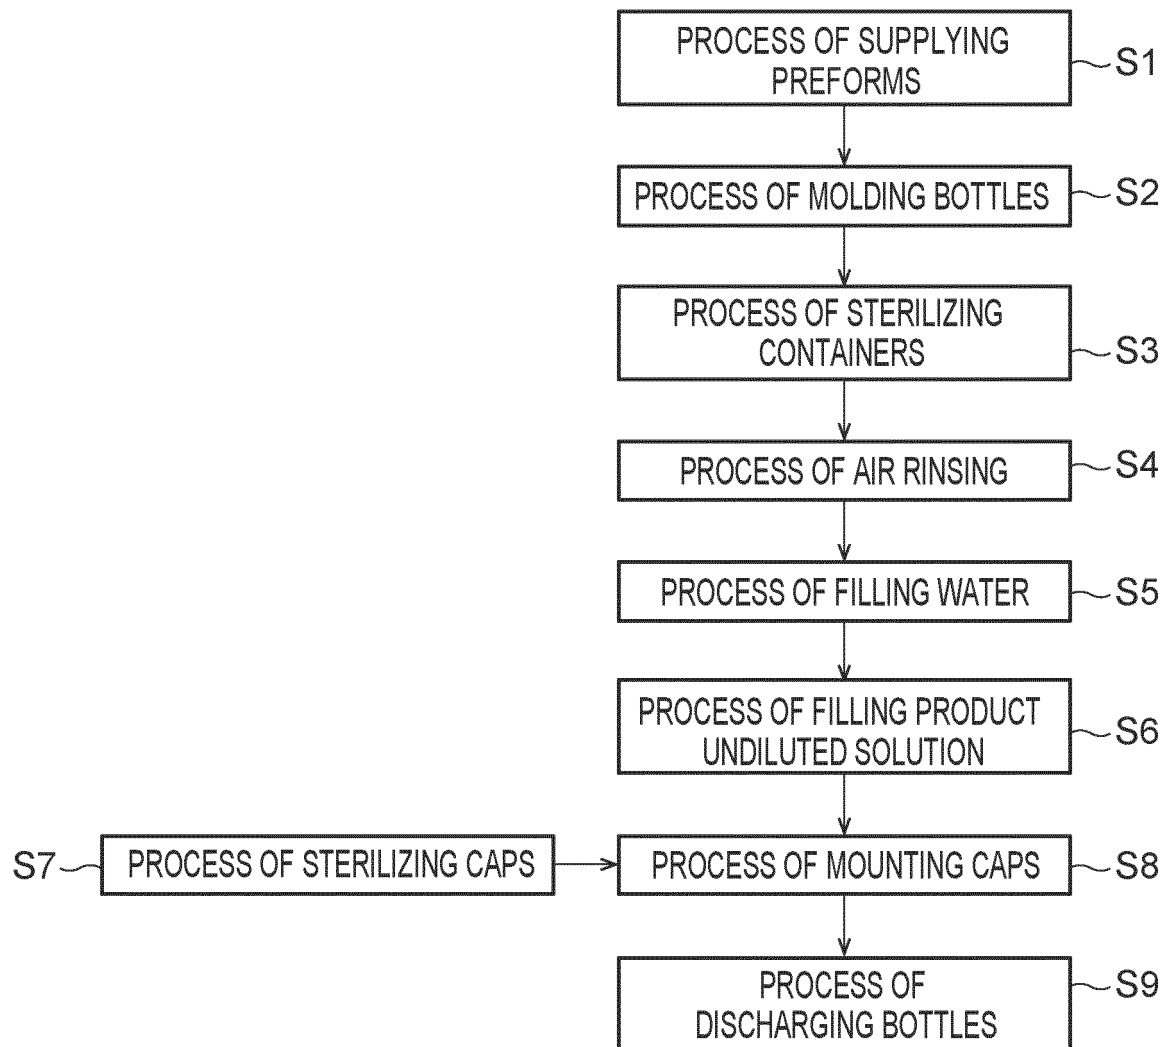 PROCESS OF SUPPLYING
PREFORMS
S1
PROCESS OF MOLDING BOTTLES
S2
PROCESS OF STERILIZING
CONTAINERS
S3
PROCESS OF AIR RINSING
S4
PROCESS OF FILLING WATER
S5
PROCESS OF FILLING PRODUCT
UNDILUTED SOLUTION
S6
S7
PROCESS OF STERILIZING CAPS
PROCESS OF MOUNTING CAPS
S8
PROCESS OF
DISCHARGING BOTTLES
S9